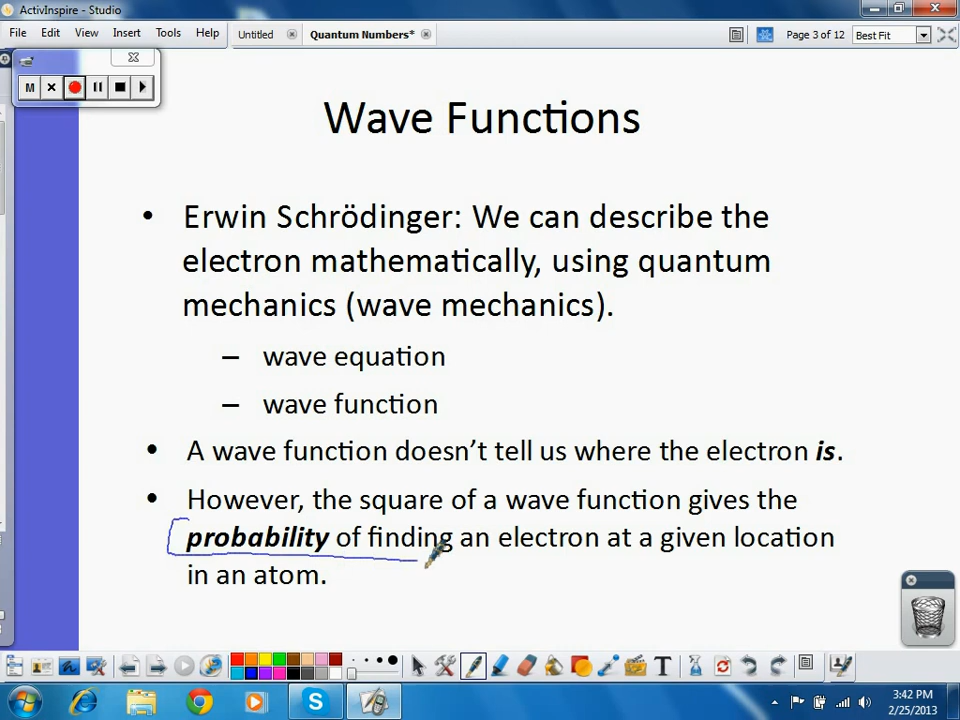 ActivInspire - Studio
File Edit View Insert Tools Help Untitled Quantum Numbers* Page 3 of 12 Best Fit
M
Wave Functions
• Erwin Schrödinger: We can describe the
electron mathematically, using quantum
mechanics (wave mechanics).
– wave equation
– wave function
• A wave function doesn't tell us where the electron is.
• However, the square of a wave function gives the
probability of finding an electron at a given location
in an atom.
T
S
3:42 PM
2/25/2013